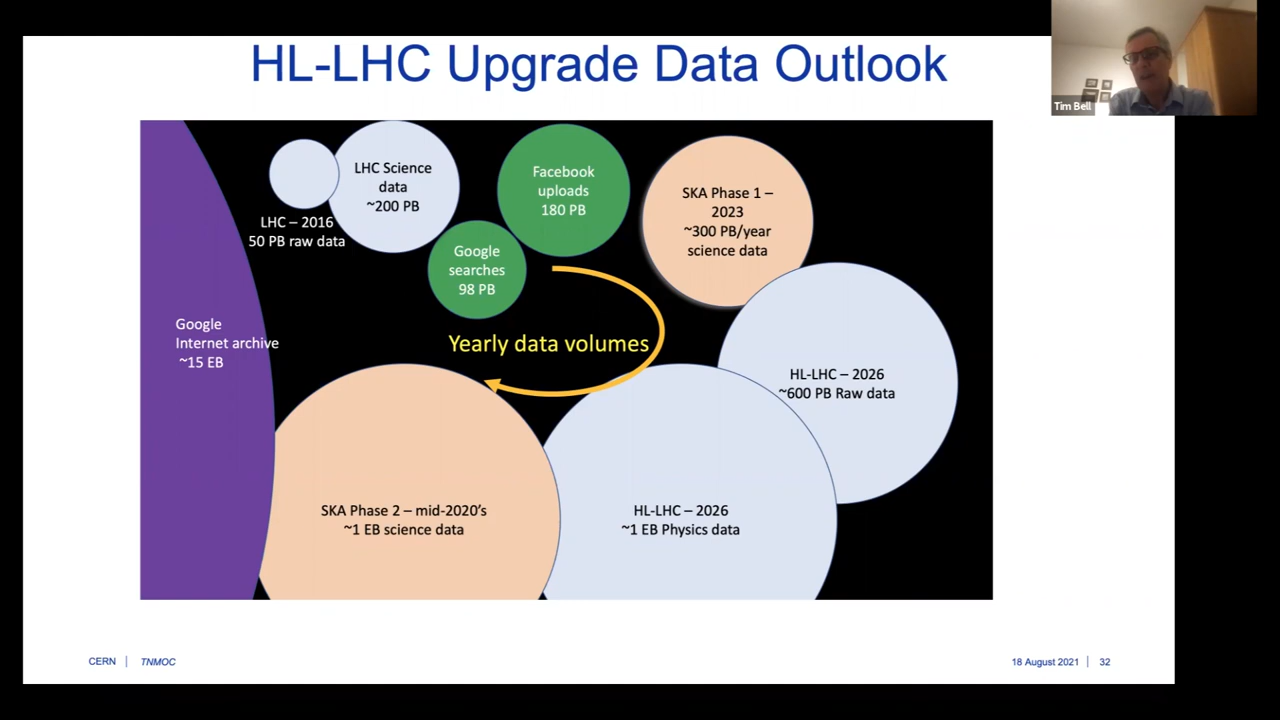 HL-LHC Upgrade Data Outlook
Tim Bell
LHC Science
data
~200 PB
Facebook
uploads
180 PB
SKA Phase 1 –
2023
~300 PB/year
science data
LHC – 2016
50 PB raw data
Google
searches
98 PB
Google
Internet archive
~15 EB
Yearly data volumes
HL-LHC – 2026
~600 PB Raw data
SKA Phase 2 – mid-2020’s
~1 EB science data
HL-LHC – 2026
~1 EB Physics data
CERN | TNMOC
18 August 2021 | 32